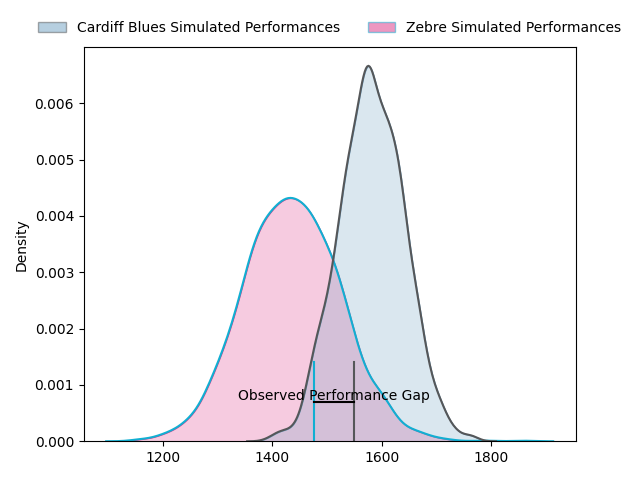 Cardiff Blues Simulated Performances
Zebre Simulated Performances
Density
0.006
0.005
0.004
0.003
0.002
0.001
0.000
Observed Performance Gap
1200
1400
1600
1800